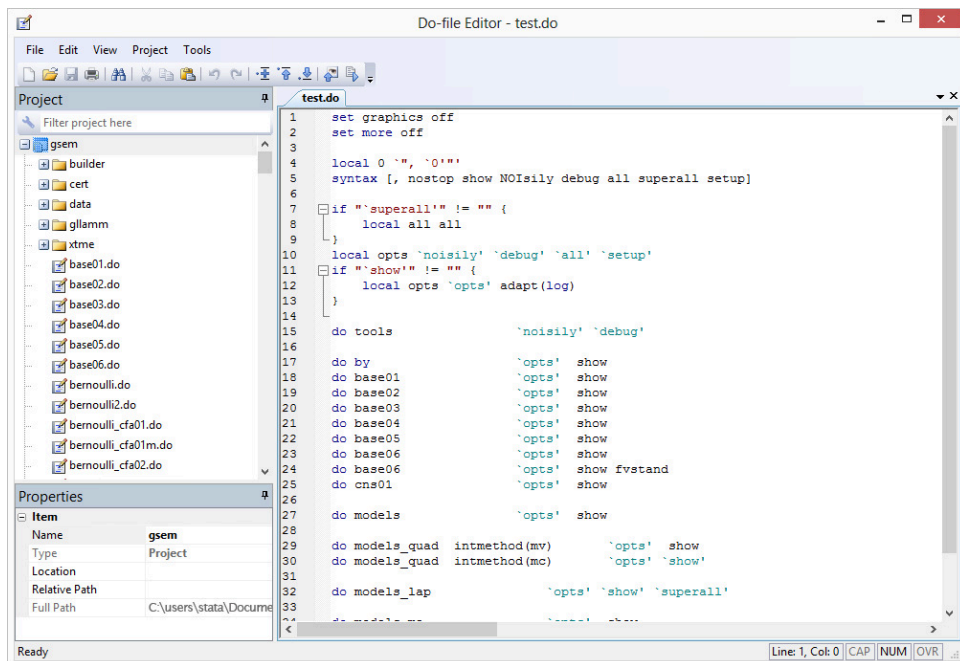 Do-file Editor - test.do
File Edit View Project Tools
Project
Filter project here
gsem
builder
cert
data
gllamm
xtme
base01.do
base02.do
base03.do
base04.do
base05.do
base06.do
bernoulli.do
bernoulli2.do
bernoulli_cfa01.do
bernoulli_cfa01m.do
bernoulli_cfa02.do
Properties
Item
Name gsem
Type Project
Location
Relative Path
Full Path C:\users\stata\Docume
test.do
1 set graphics off
2 set more off
3
4 local 0 `", `0'"'
5 syntax [, nostop show NOIsily debug all superall setup]
6
7 if "`superall'" != "" {
8 local all all
9 }
10 local opts `noisily' `debug' `all' `setup'
11 if "`show'" != "" {
12 local opts `opts' adapt(log)
13 }
14
15 do tools `noisily' `debug'
16
17 do by `opts' show
18 do base01 `opts' show
19 do base02 `opts' show
20 do base03 `opts' show
21 do base04 `opts' show
22 do base05 `opts' show
23 do base06 `opts' show
24 do base06 `opts' show fvstand
25 do cns01 `opts' show
26
27 do models `opts' show
28
29 do models_quad intmethod(mv) `opts' show
30 do models_quad intmethod(mc) `opts' `show'
31
32 do models_lap `opts' `show' `superall'
33
Ready
Line: 1, Col: 0 CAP NUM OVR